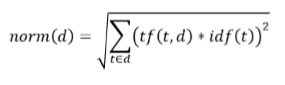 norm(d) = √∑_{t∈d}(tf(t,d) * idf(t))²